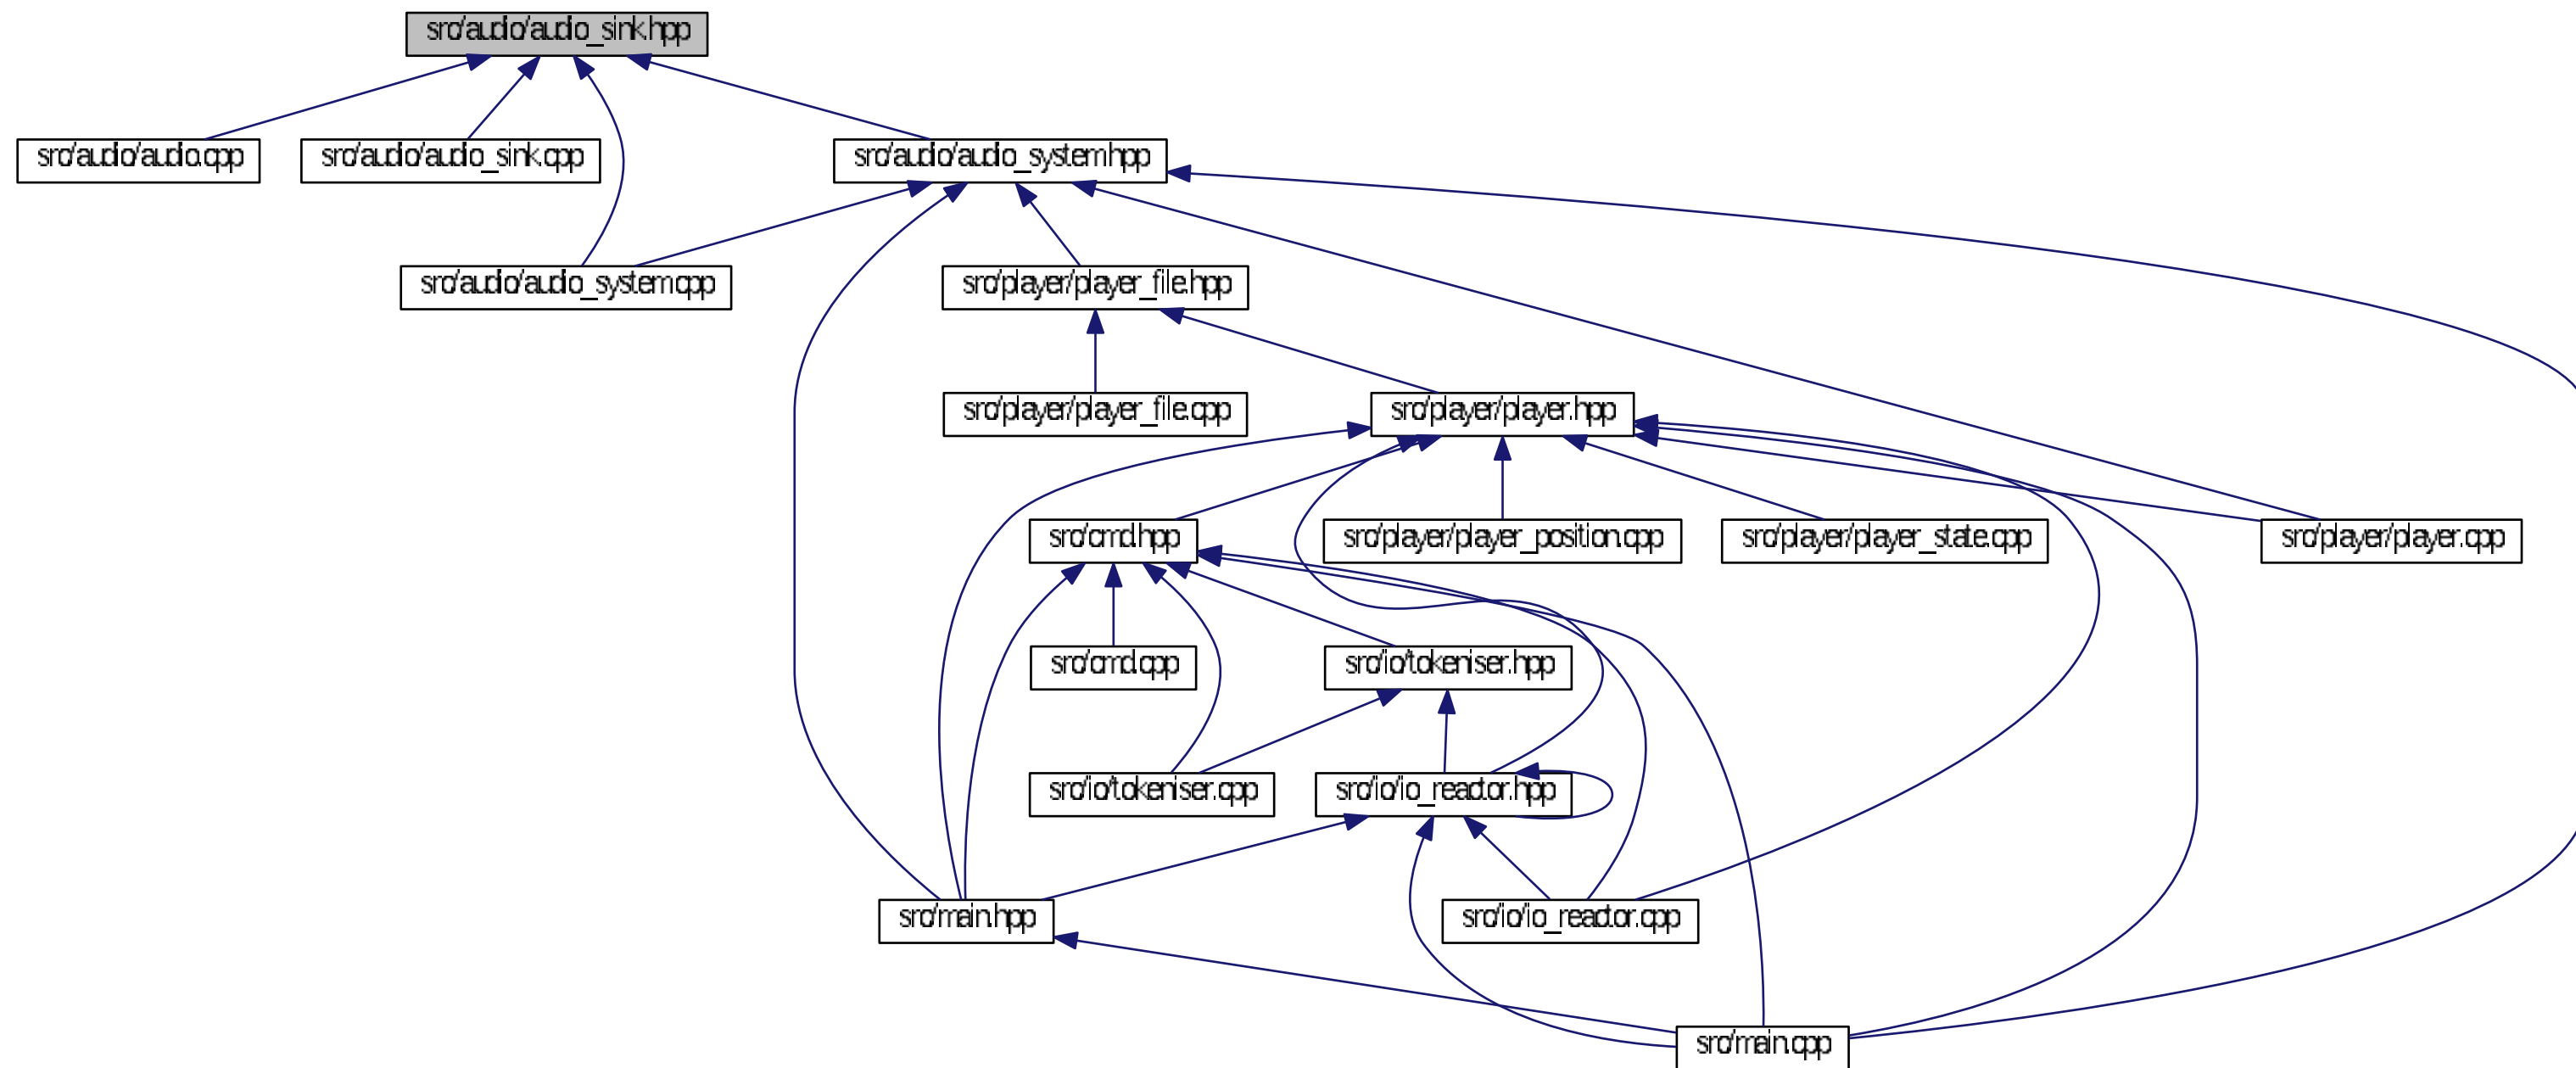 src/audio/audio_sink.hpp
src/audio/audio.cpp
src/audio/audio_sink.cpp
src/audio/audio_system.hpp
src/audio/audio_system.cpp
src/player/player_file.hpp
src/player/player_file.cpp
src/player/player.hpp
src/cmd.hpp
src/player/player_position.cpp
src/player/player_state.cpp
src/player/player.cpp
src/cmd.cpp
src/io/tokeniser.hpp
src/io/tokeniser.cpp
src/io/io_reactor.hpp
src/main.hpp
src/io/io_reactor.cpp
src/main.cpp